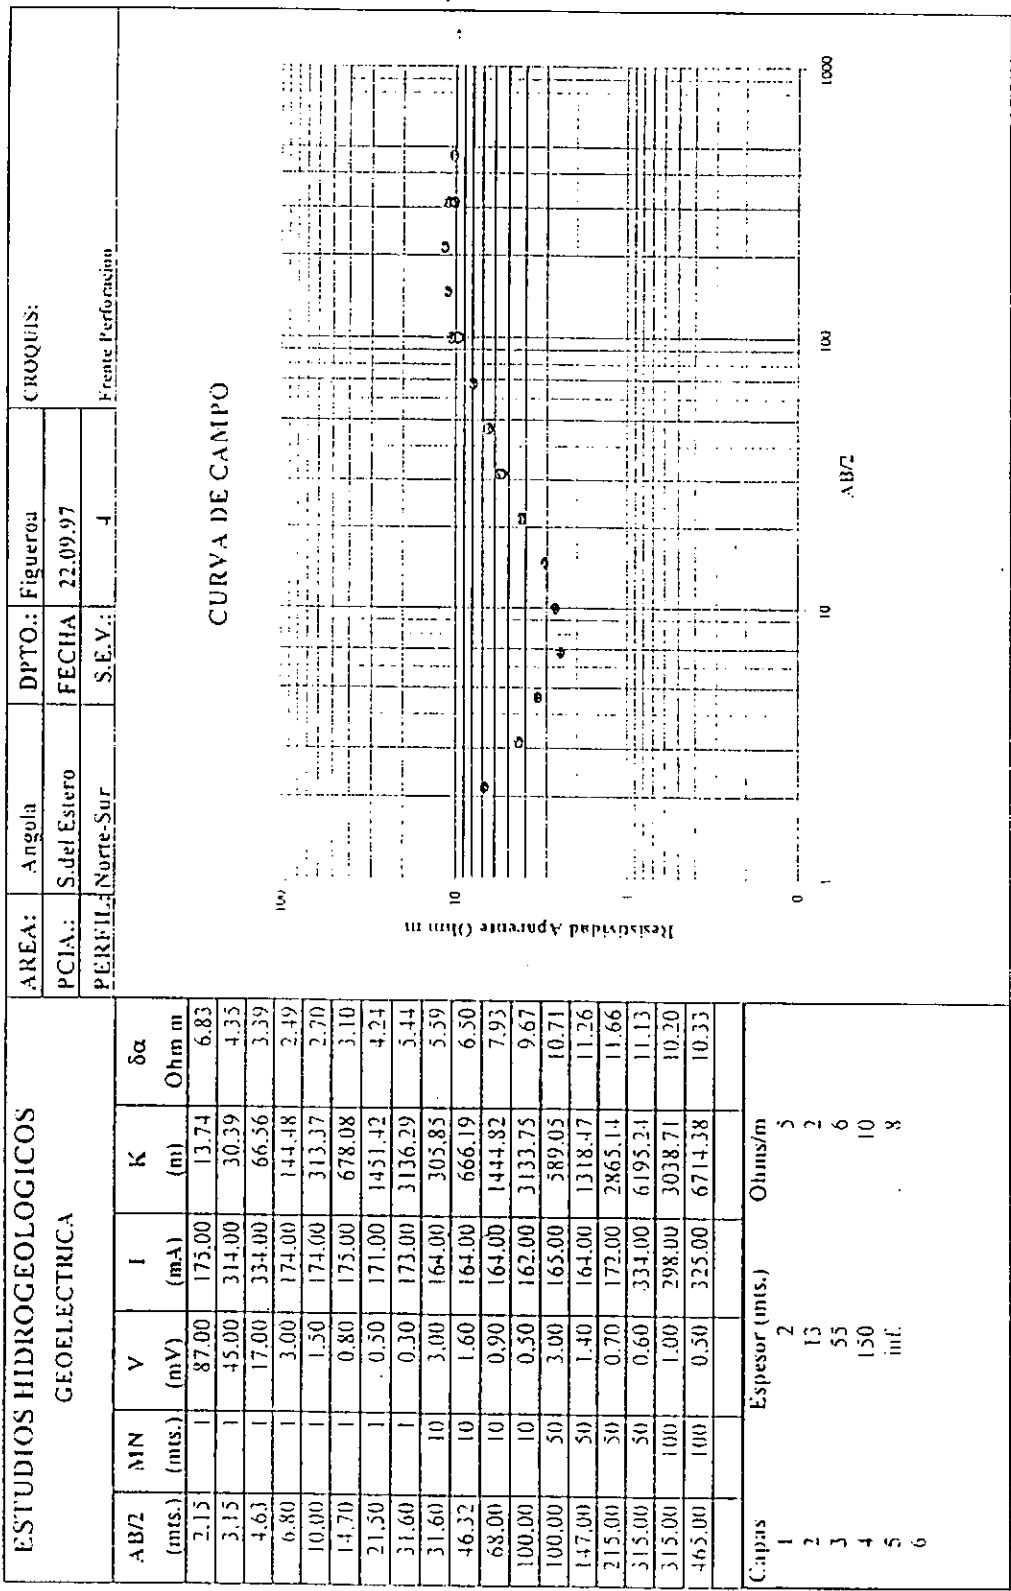 ESTUDIOS HIDROGEOLOGICOS
GEOELECTRICA
AREA: Angula DPTO.: Figueroa CROQUIS:
PCIA.: S.del Estero FECHA 22.09.97
PERFIL: Norte-Sur S.E.V.: 4 Frente Perforacion
AB/2 MN V I K δα
(mts.) (mts.) (mV) (mA) (m) Ohm m
2.15 1 87.00 175.00 13.74 6.83
3.15 1 45.00 314.00 30.39 4.35
4.63 1 17.00 334.00 66.56 3.39
6.80 1 3.00 174.00 144.48 2.49
10.00 1 1.50 174.00 313.37 2.70
14.70 1 0.80 175.00 678.08 3.10
21.50 1 0.50 171.00 1451.42 4.24
31.60 1 0.30 173.00 3136.29 5.44
31.60 10 3.00 164.00 305.85 5.59
46.32 10 1.60 164.00 666.19 6.50
68.00 10 0.90 164.00 1444.82 7.93
100.00 10 0.50 162.00 3133.75 9.67
100.00 50 3.00 165.00 589.05 10.71
147.00 50 1.40 164.00 1318.47 11.26
215.00 50 0.70 172.00 2865.14 11.66
315.00 50 0.60 334.00 6195.24 11.13
315.00 100 1.00 298.00 3038.71 10.20
465.00 100 0.50 325.00 6714.38 10.33
Capas Espesor (mts.) Ohms/m
1 2 5
2 13 2
3 55 6
4 150 10
5 inf. 8
6
CURVA DE CAMPO
Resistividad Aparente Ohm m
100
10
1
0
1 10 100 1000
AB/2